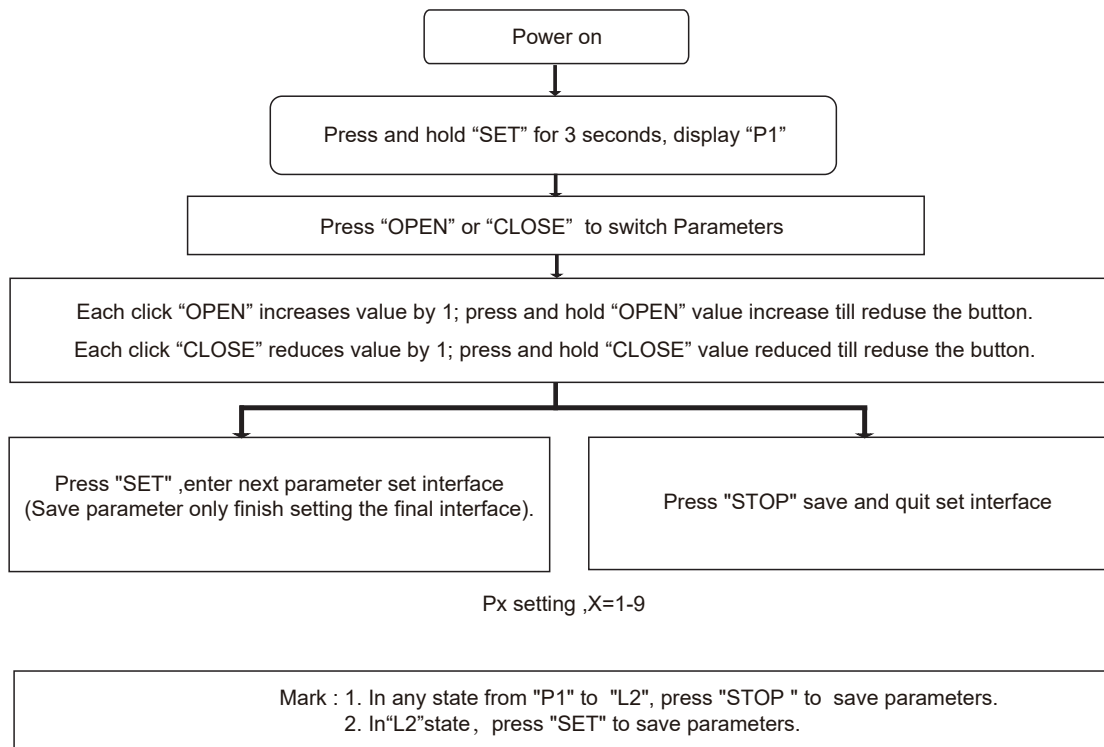 Power on
Press and hold “SET” for 3 seconds, display “P1”
Press “OPEN” or “CLOSE” to switch Parameters
Each click “OPEN” increases value by 1; press and hold “OPEN” value increase till reduse the button.
Each click “CLOSE” reduces value by 1; press and hold “CLOSE” value reduced till reduse the button.
Press "SET" ,enter next parameter set interface
(Save parameter only finish setting the final interface).
Press "STOP" save and quit set interface
Px setting ,X=1-9
Mark : 1. In any state from "P1" to "L2", press "STOP " to save parameters.
2. In“L2”state，press "SET" to save parameters.